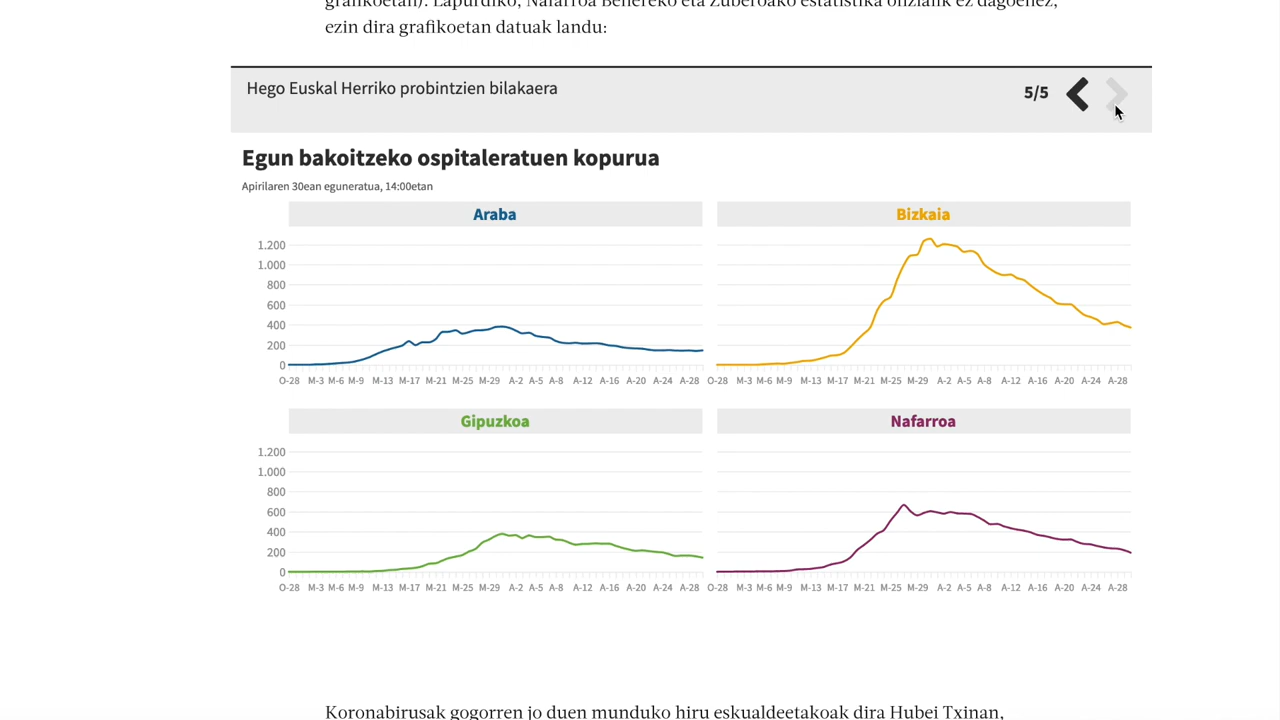 grafikoetan). Lapurdiko, Nafarroa Behereko eta Zuberoako estatistika ofizialik ez dagoenez,
ezin dira grafikoetan datuak landu:
Hego Euskal Herriko probintzien bilakaera
5/5
Egun bakoitzeko ospitaleratuen kopurua
Apirilaren 30ean eguneratua, 14:00etan
Araba
Bizkaia
1.200
1.000
800
600
400
200
0
O-28 M-3 M-6 M-9 M-13 M-17 M-21 M-25 M-29 A-2 A-5 A-8 A-12 A-16 A-20 A-24 A-28
O-28 M-3 M-6 M-9 M-13 M-17 M-21 M-25 M-29 A-2 A-5 A-8 A-12 A-16 A-20 A-24 A-28
Gipuzkoa
Nafarroa
1.200
1.000
800
600
400
200
0
O-28 M-3 M-6 M-9 M-13 M-17 M-21 M-25 M-29 A-2 A-5 A-8 A-12 A-16 A-20 A-24 A-28
O-28 M-3 M-6 M-9 M-13 M-17 M-21 M-25 M-29 A-2 A-5 A-8 A-12 A-16 A-20 A-24 A-28
Koronabirusak gogorren jo duen munduko hiru eskualdeetakoak dira Hubei Txinan,